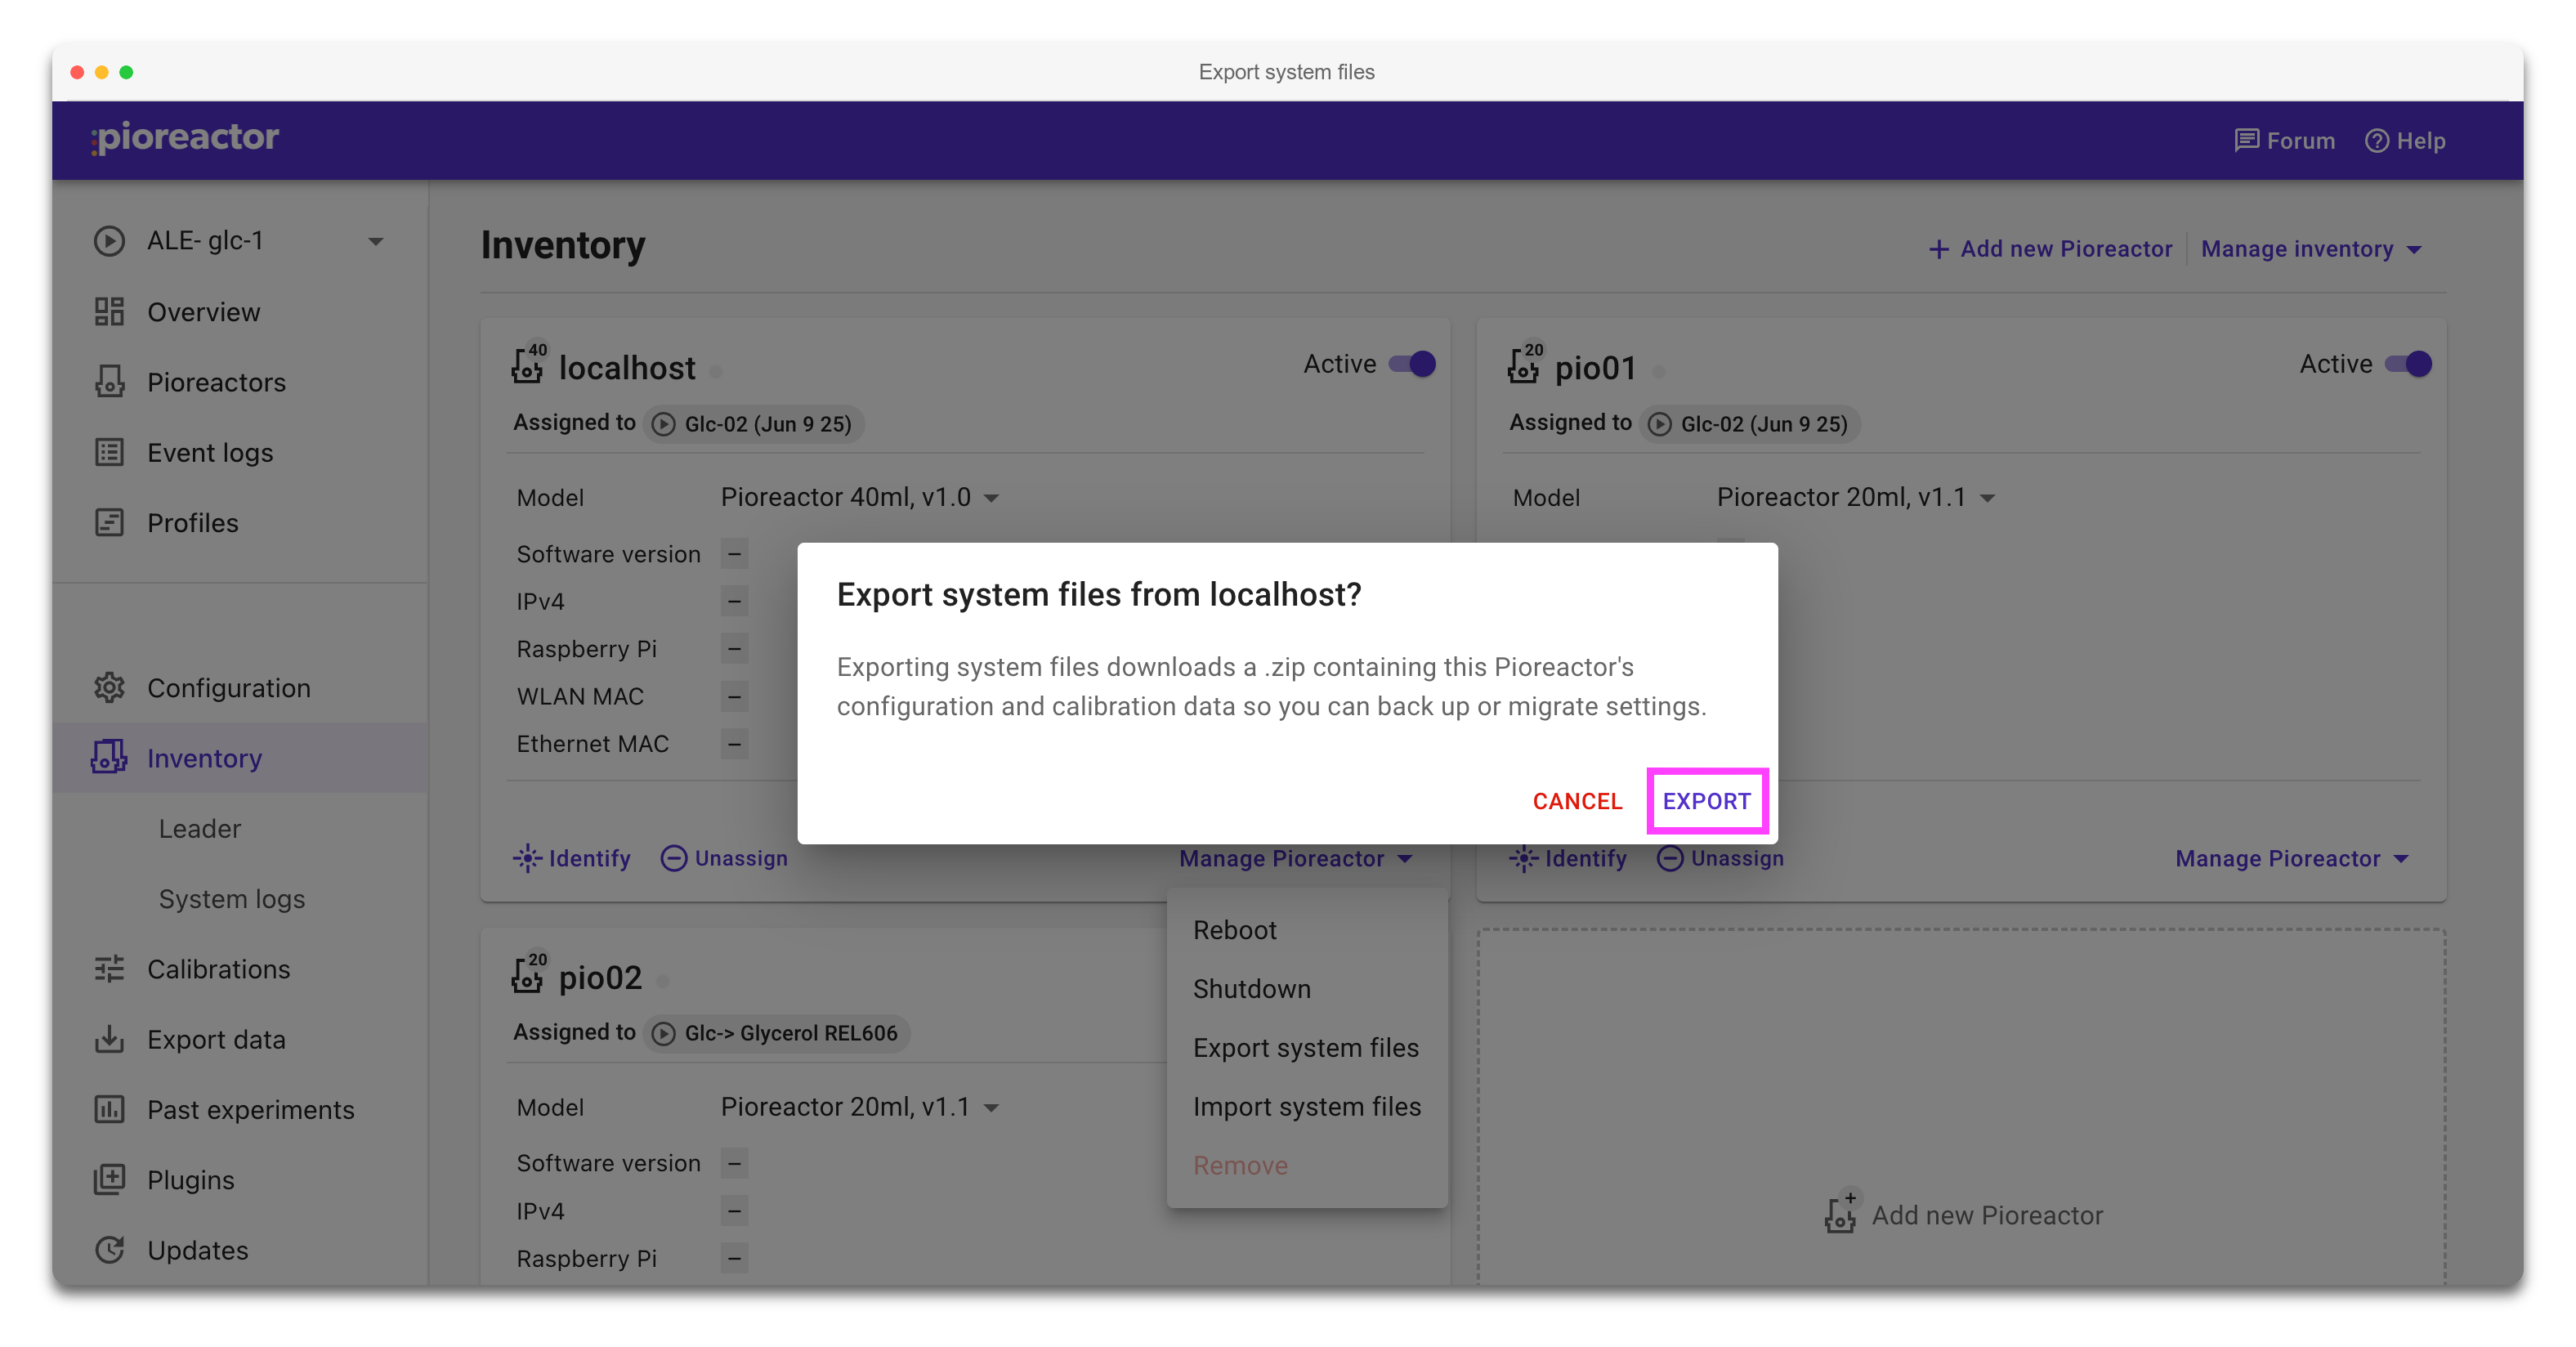 Export system files
pioreactor
Forum
Help
ALE- glc-1
Overview
Pioreactors
Event logs
Profiles
Configuration
Inventory
Leader
System logs
Calibrations
Export data
Past experiments
Plugins
Updates
Inventory
Add new Pioreactor
Manage inventory
40
localhost
Active
Assigned to Glc-02 (Jun 9 25)
Model Pioreactor 40ml, v1.0
Software version –
IPv4 –
Raspberry Pi –
WLAN MAC –
Ethernet MAC –
Identify
Unassign
Manage Pioreactor
20
pio01
Active
Assigned to Glc-02 (Jun 9 25)
Model Pioreactor 20ml, v1.1
Identify
Unassign
Manage Pioreactor
Export system files from localhost?
Exporting system files downloads a .zip containing this Pioreactor's
configuration and calibration data so you can back up or migrate settings.
CANCEL
EXPORT
Reboot
Shutdown
Export system files
Import system files
Remove
20
pio02
Assigned to Glc-> Glycerol REL606
Model Pioreactor 20ml, v1.1
Software version –
IPv4 –
Raspberry Pi –
Add new Pioreactor